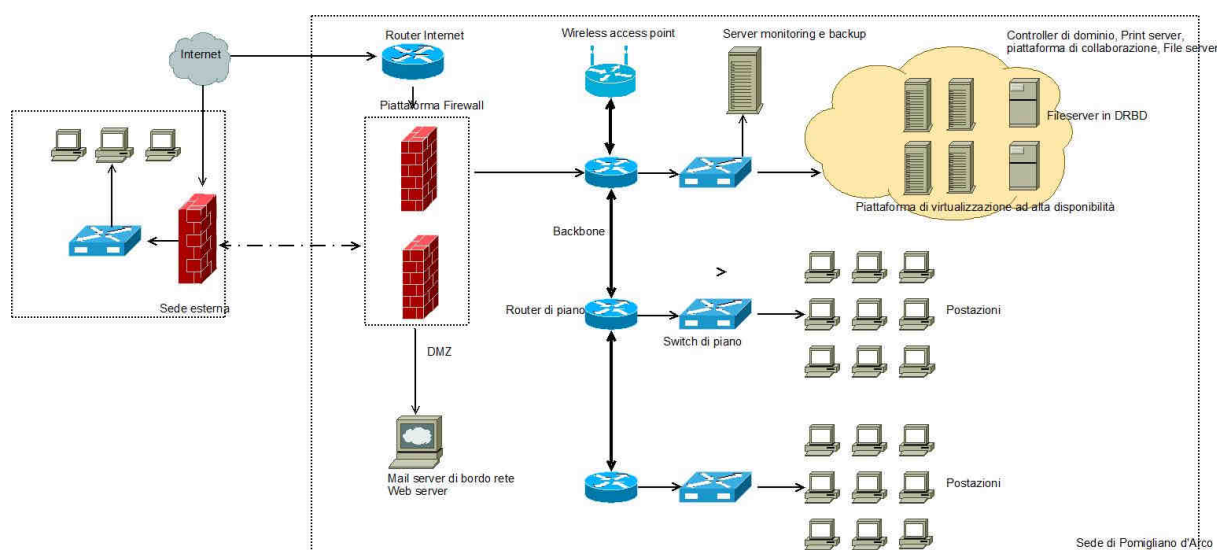 Router Internet
Wireless access point
Server monitoring e backup
Controller di dominio, Print server,
piattaforma di collaborazione, File server
Internet
Piattaforma Firewall
Fileserver in DRBD
Piattaforma di virtualizzazione ad alta disponibilità
Backbone
Sede esterna
Router di piano
Switch di piano
>
Postazioni
DMZ
Mail server di bordo rete
Web server
Postazioni
Sede di Pomigliano d'Arco